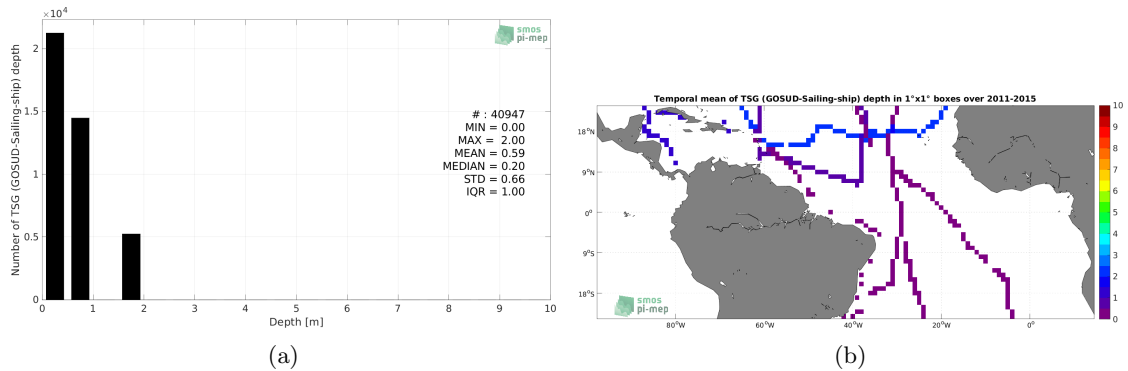 ×10⁴
smos
pi-mep
Number of TSG (GOSUD-Sailing-ship) depth
2
1.5
1
0.5
0
# : 40947
MIN = 0.00
MAX = 2.00
MEAN = 0.59
MEDIAN = 0.20
STD = 0.66
IQR = 1.00
0 1 2 3 4 5 6 7 8 9 10
Depth [m]
(a)
Temporal mean of TSG (GOSUD-Sailing-ship) depth in 1°x1° boxes over 2011-2015
18°N
9°N
0°
9°S
18°S
80°W 60°W 40°W 20°W 0°
smos
pi-mep
10
9
8
7
6
5
4
3
2
1
0
(b)